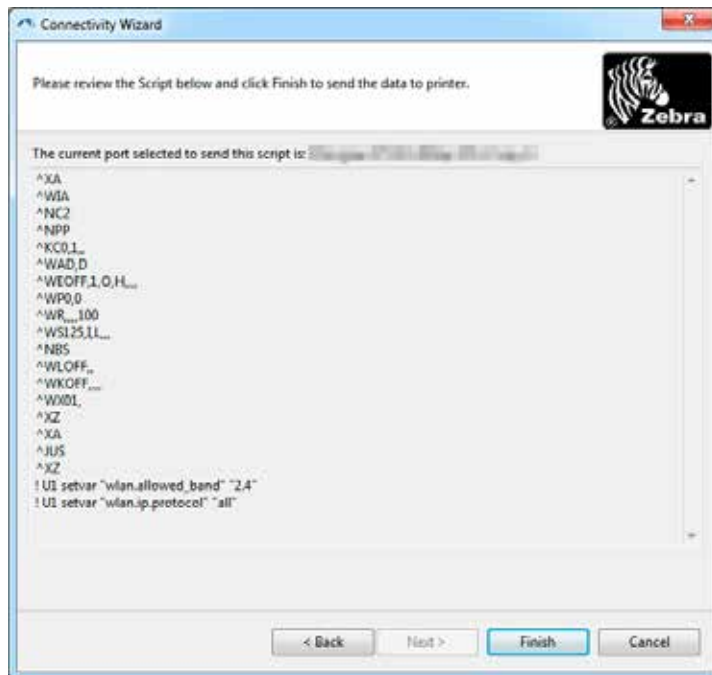 Connectivity Wizard
Please review the Script below and click Finish to send the data to printer.
Zebra
The current port selected to send this script is:
^XA
^WIA
^NC2
^NPP
^KC0,1,,
^WAD,D
^WEOFF,1,O,H,,,,
^WP0,0
^WR,,,,100
^WS125,I,L,,,
^NBS
^WLOFF,,
^WKOFF,,,,
^WX01,
^XZ
^XA
^JUS
^XZ
! U1 setvar "wlan.allowed_band" "2.4"
! U1 setvar "wlan.ip.protocol" "all"
< Back
Next >
Finish
Cancel